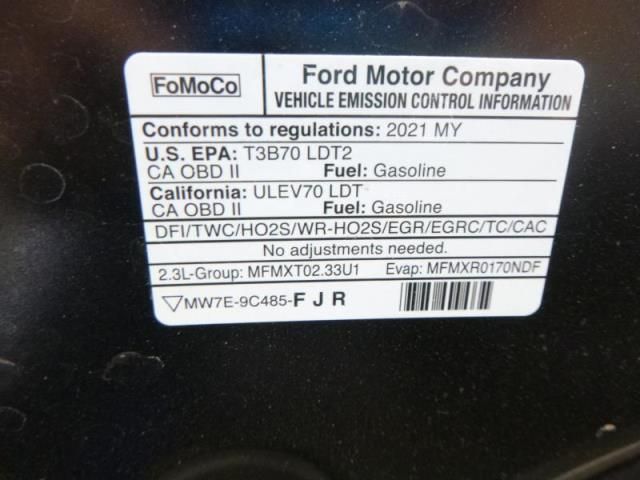 FoMoCo
Ford Motor Company
VEHICLE EMISSION CONTROL INFORMATION
Conforms to regulations: 2021 MY
U.S. EPA: T3B70 LDT2
CA OBD II Fuel: Gasoline
California: ULEV70 LDT
CA OBD II Fuel: Gasoline
DFI/TWC/HO2S/WR-HO2S/EGR/EGRC/TC/CAC
No adjustments needed.
2.3L-Group: MFMXT02.33U1 Evap: MFMXR0170NDF
MW7E-9C485-F J R